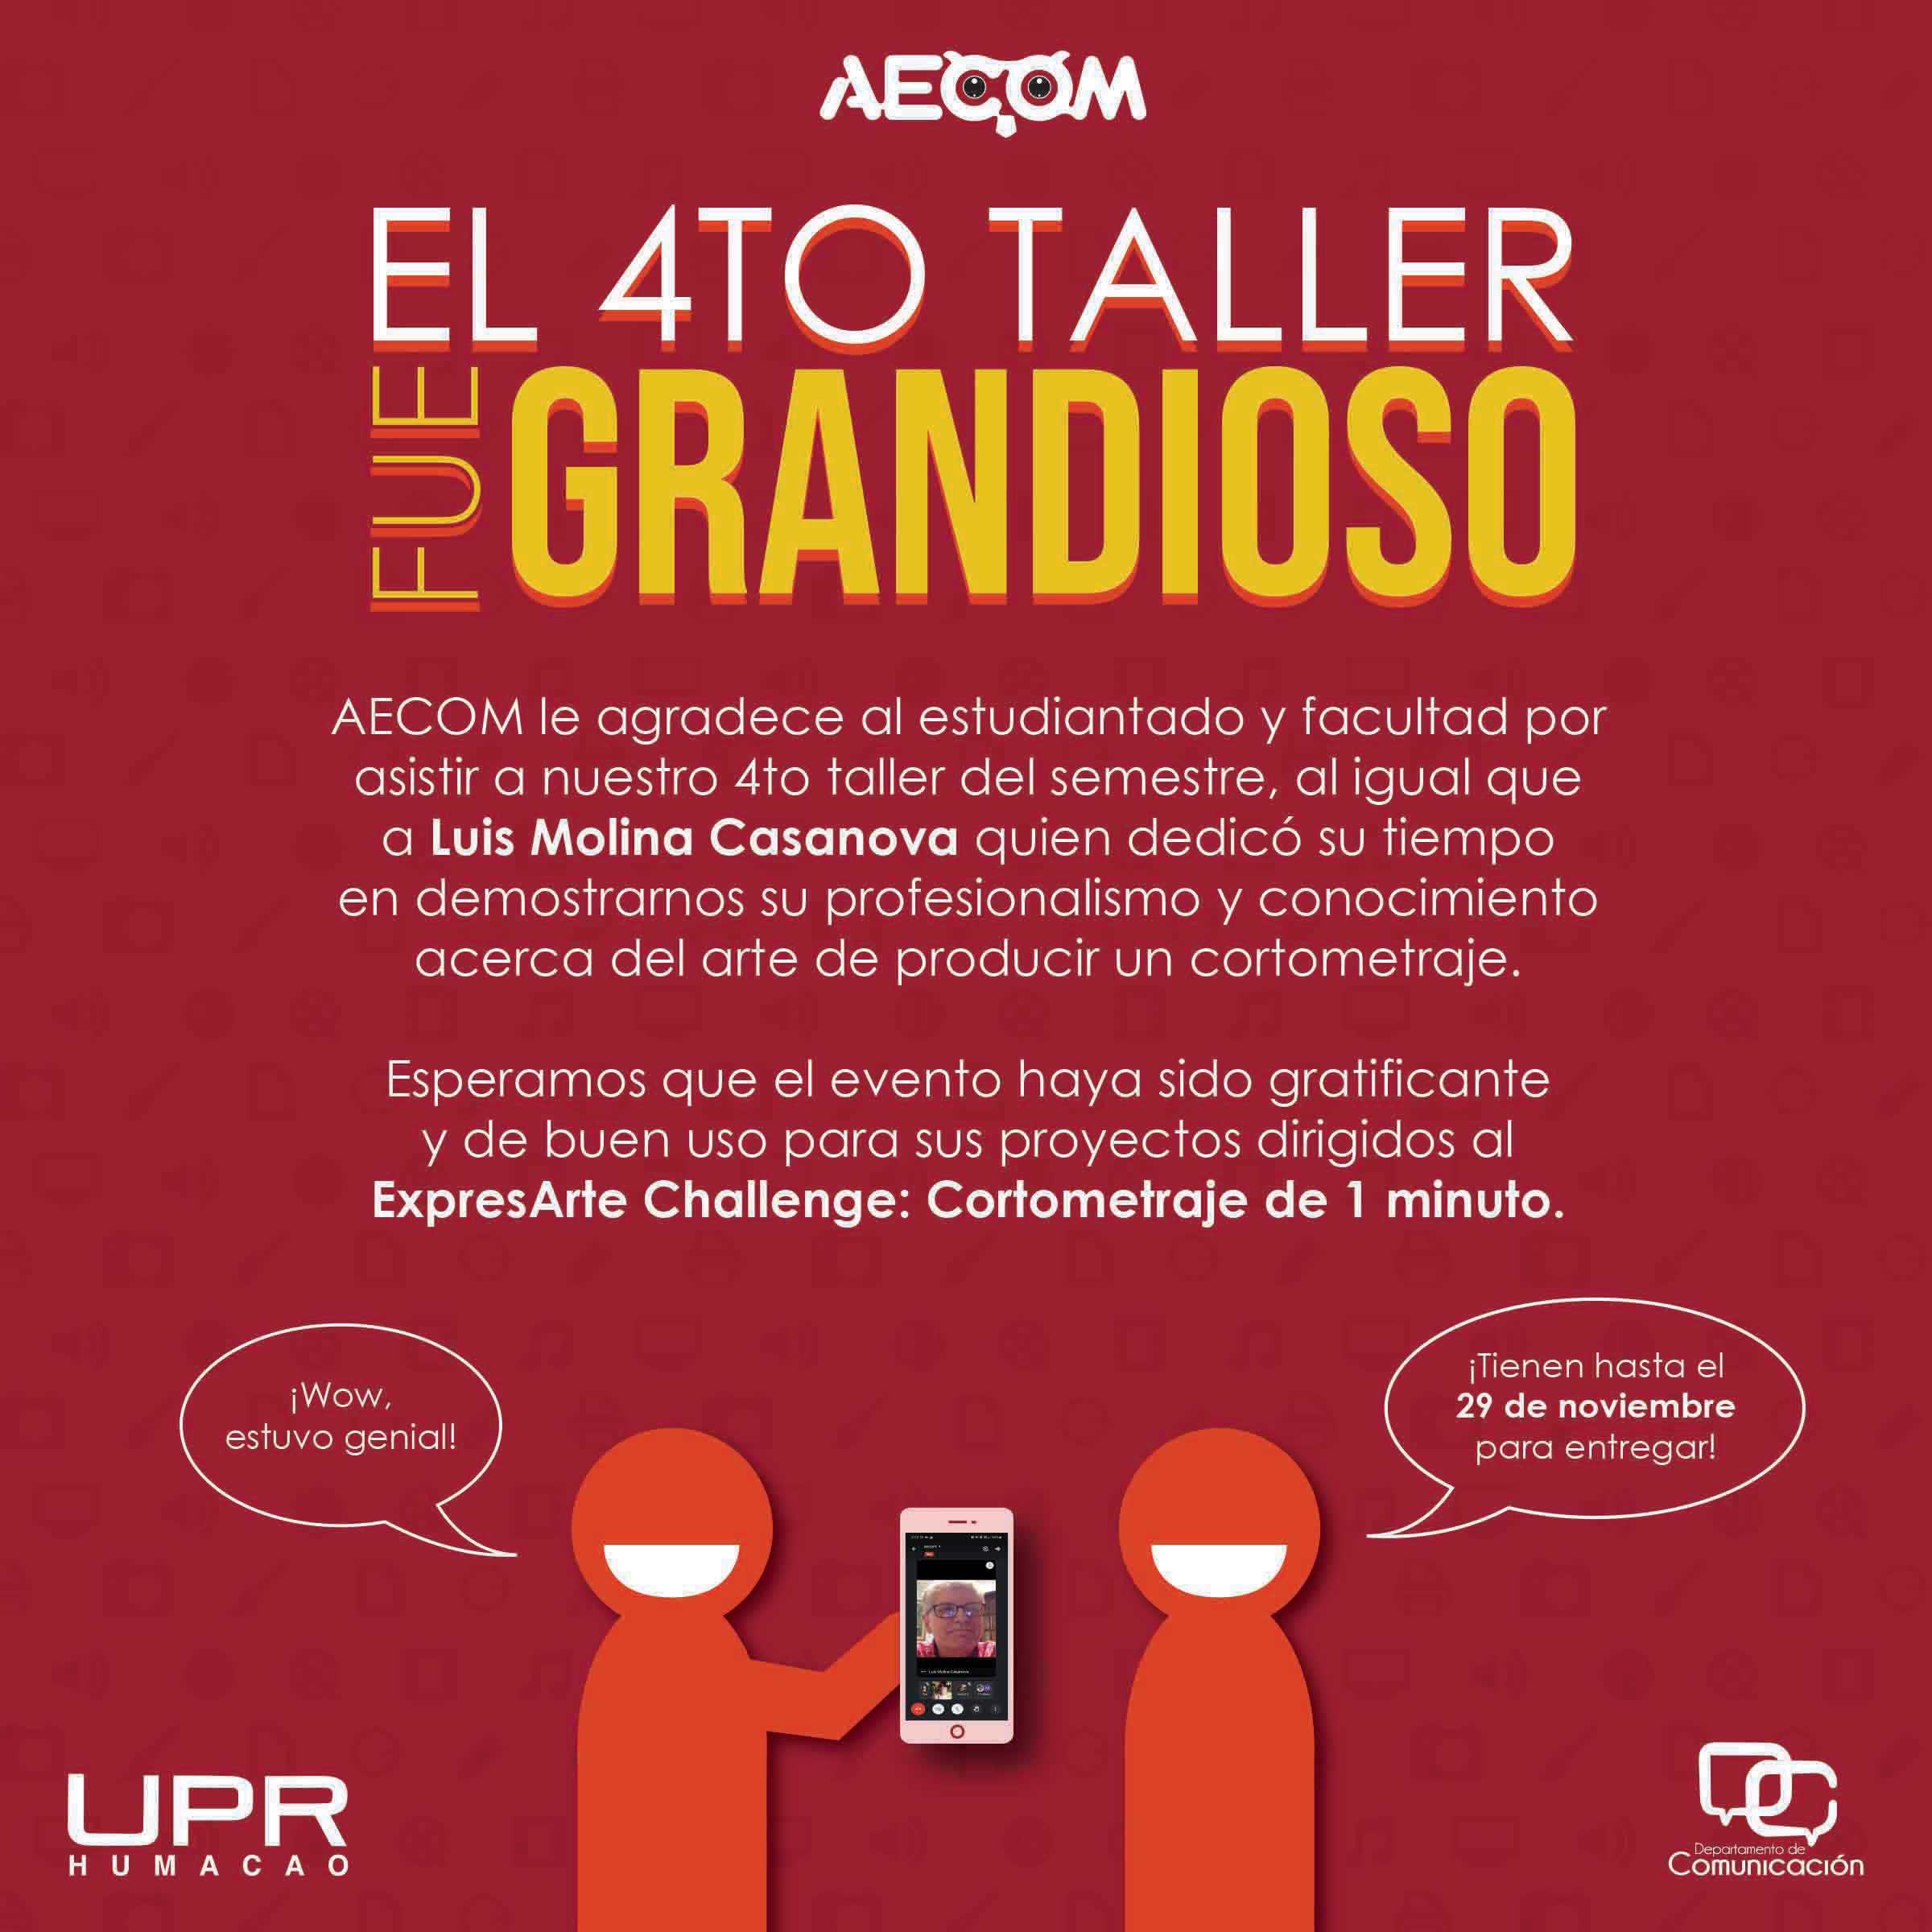 AECOM
EL 4TO TALLER
FUE GRANDIOSO
AECOM le agradece al estudiantado y facultad por
asistir a nuestro 4to taller del semestre, al igual que
a Luis Molina Casanova quien dedicó su tiempo
en demostrarnos su profesionalismo y conocimiento
acerca del arte de producir un cortometraje.
Esperamos que el evento haya sido gratificante
y de buen uso para sus proyectos dirigidos al
ExpresArte Challenge: Cortometraje de 1 minuto.
¡Wow,
estuvo genial!
¡Tienen hasta el
29 de noviembre
para entregar!
Luis Molina Casanova
UPR
HUMACAO
DC
Departamento de
Comunicación